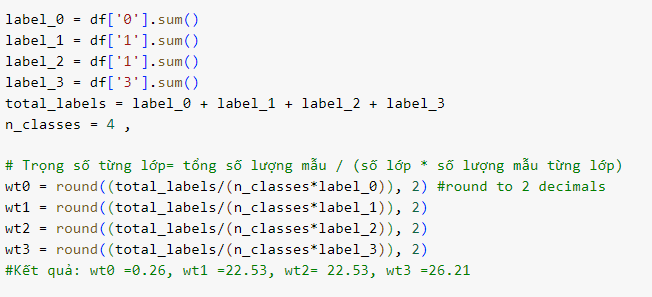 label_0 = df['0'].sum()
label_1 = df['1'].sum()
label_2 = df['1'].sum()
label_3 = df['3'].sum()
total_labels = label_0 + label_1 + label_2 + label_3
n_classes = 4 ,
# Trọng số từng lớp= tổng số lượng mẫu / (số lớp * số lượng mẫu từng lớp)
wt0 = round((total_labels/(n_classes*label_0)), 2) #round to 2 decimals
wt1 = round((total_labels/(n_classes*label_1)), 2)
wt2 = round((total_labels/(n_classes*label_2)), 2)
wt3 = round((total_labels/(n_classes*label_3)), 2)
#Kết quả: wt0 =0.26, wt1 =22.53, wt2= 22.53, wt3 =26.21